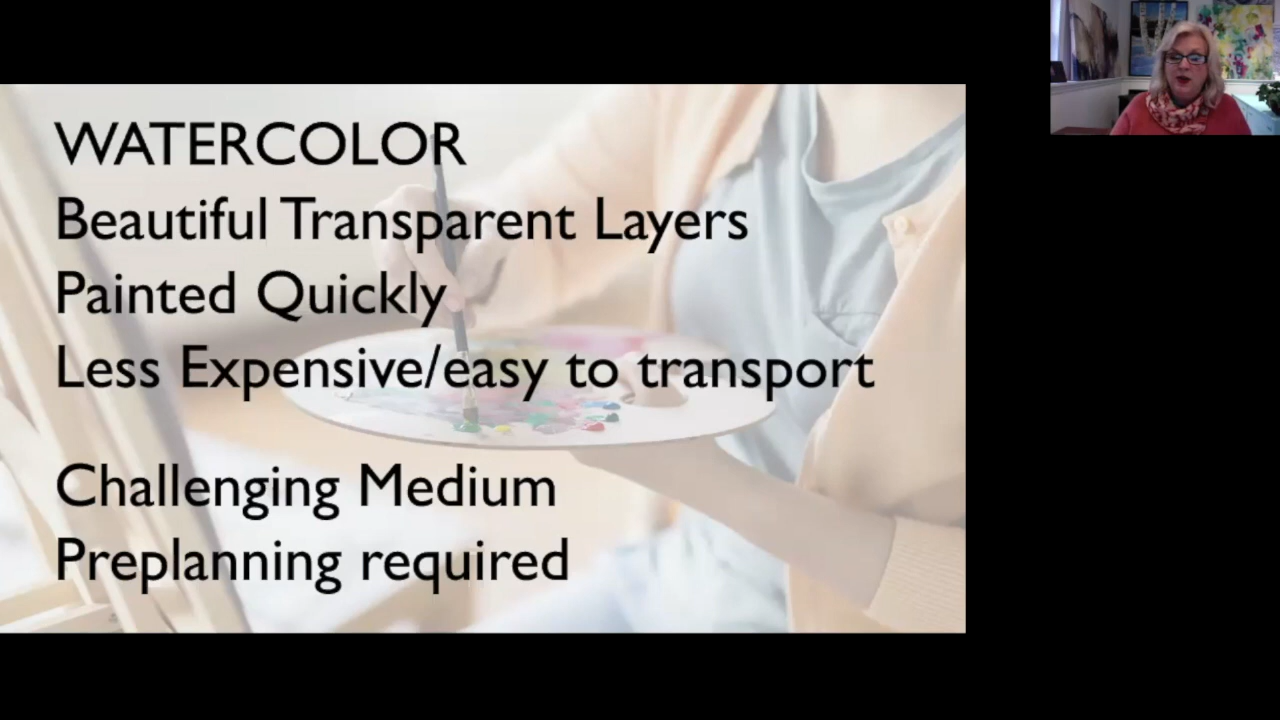 WATERCOLOR
Beautiful Transparent Layers
Painted Quickly
Less Expensive/easy to transport
Challenging Medium
Preplanning required